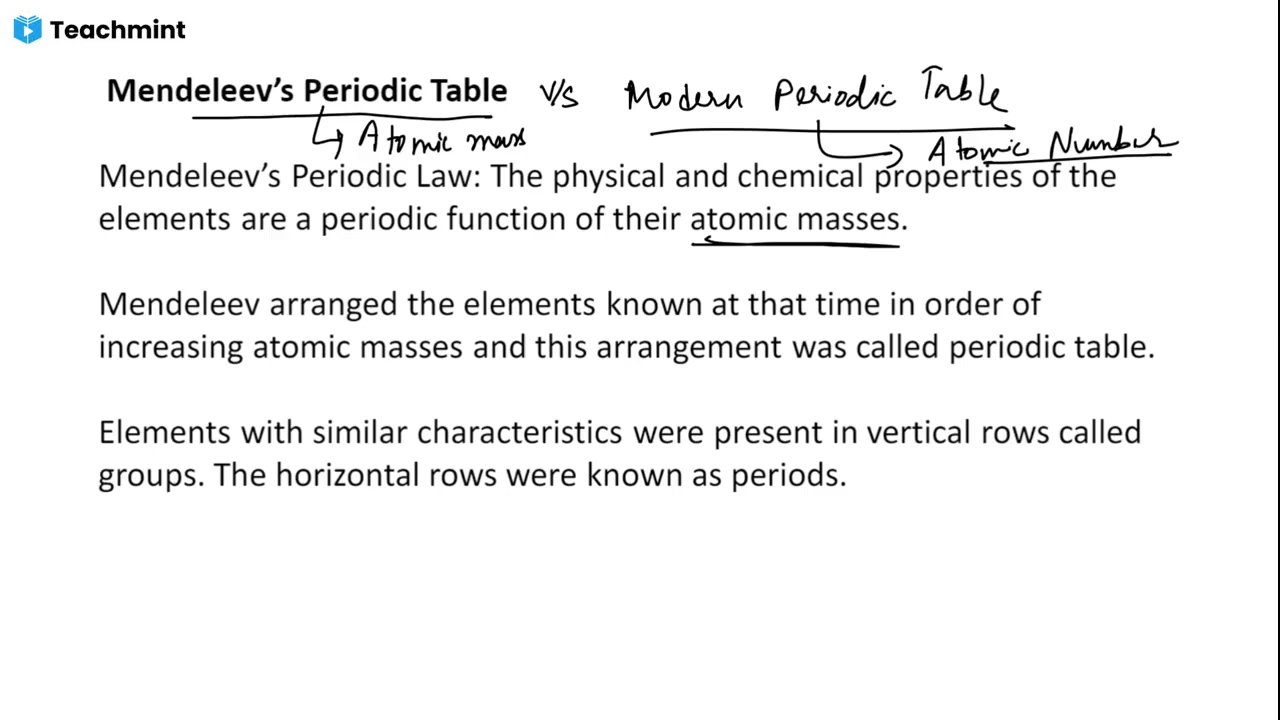 Teachmint
Mendeleev's Periodic Table v/s Modern Periodic Table
Atomic mass
Atomic Number
Mendeleev's Periodic Law: The physical and chemical properties of the
elements are a periodic function of their atomic masses.
Mendeleev arranged the elements known at that time in order of
increasing atomic masses and this arrangement was called periodic table.
Elements with similar characteristics were present in vertical rows called
groups. The horizontal rows were known as periods.